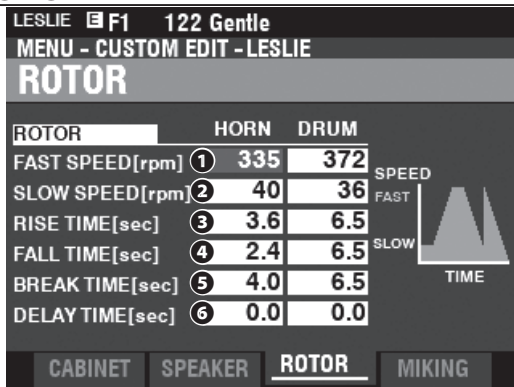 LESLIE E F1 122 Gentle
MENU - CUSTOM EDIT - LESLIE
ROTOR
ROTOR HORN DRUM
FAST SPEED[rpm] 1 335 372
SLOW SPEED[rpm] 2 40 36
RISE TIME[sec] 3 3.6 6.5
FALL TIME[sec] 4 2.4 6.5
BREAK TIME[sec] 5 4.0 6.5
DELAY TIME[sec] 6 0.0 0.0
SPEED
FAST
SLOW
TIME
CABINET SPEAKER ROTOR MIKING